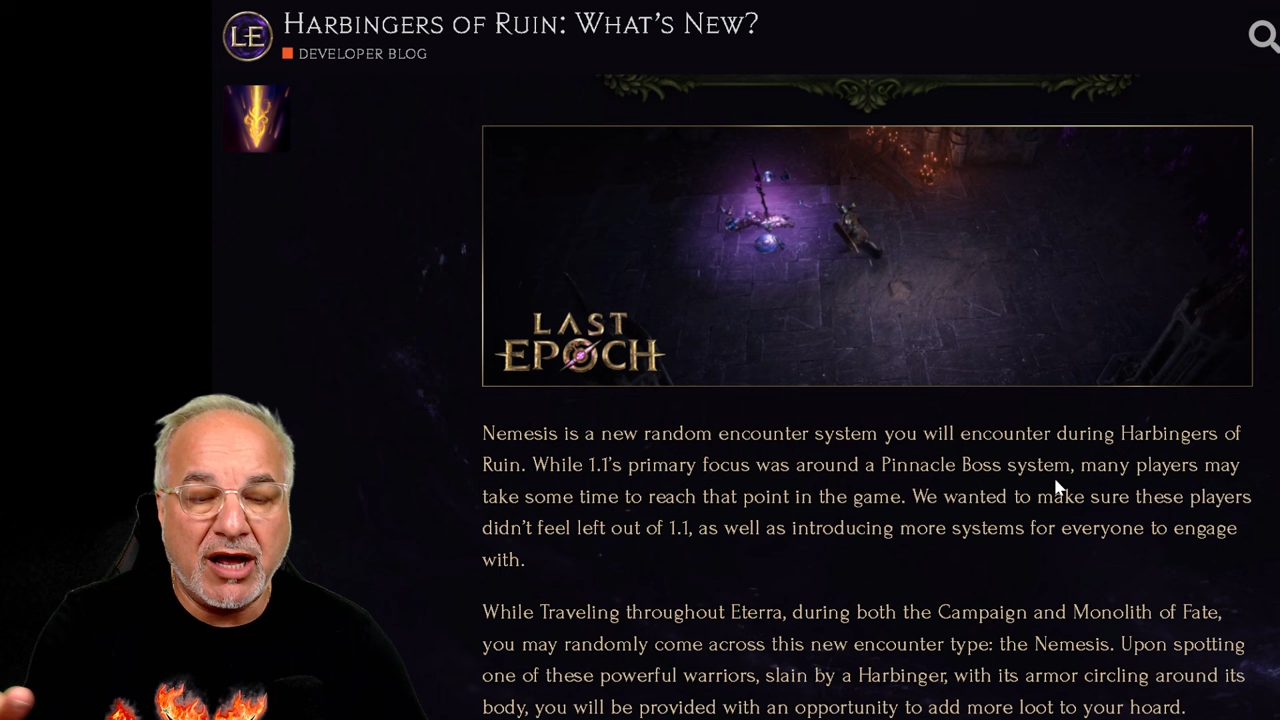 LE
HARBINGERS OF RUIN: WHAT'S NEW?
DEVELOPER BLOG
LAST
EPOCH
Nemesis is a new random encounter system you will encounter during Harbingers of
Ruin. While 1.1's primary focus was around a Pinnacle Boss system, many players may
take some time to reach that point in the game. We wanted to make sure these players
didn't feel left out of 1.1, as well as introducing more systems for everyone to engage
with.
While Traveling throughout Eterra, during both the Campaign and Monolith of Fate,
you may randomly come across this new encounter type: the Nemesis. Upon spotting
one of these powerful warriors, slain by a Harbinger, with its armor circling around its
body, you will be provided with an opportunity to add more loot to your hoard.